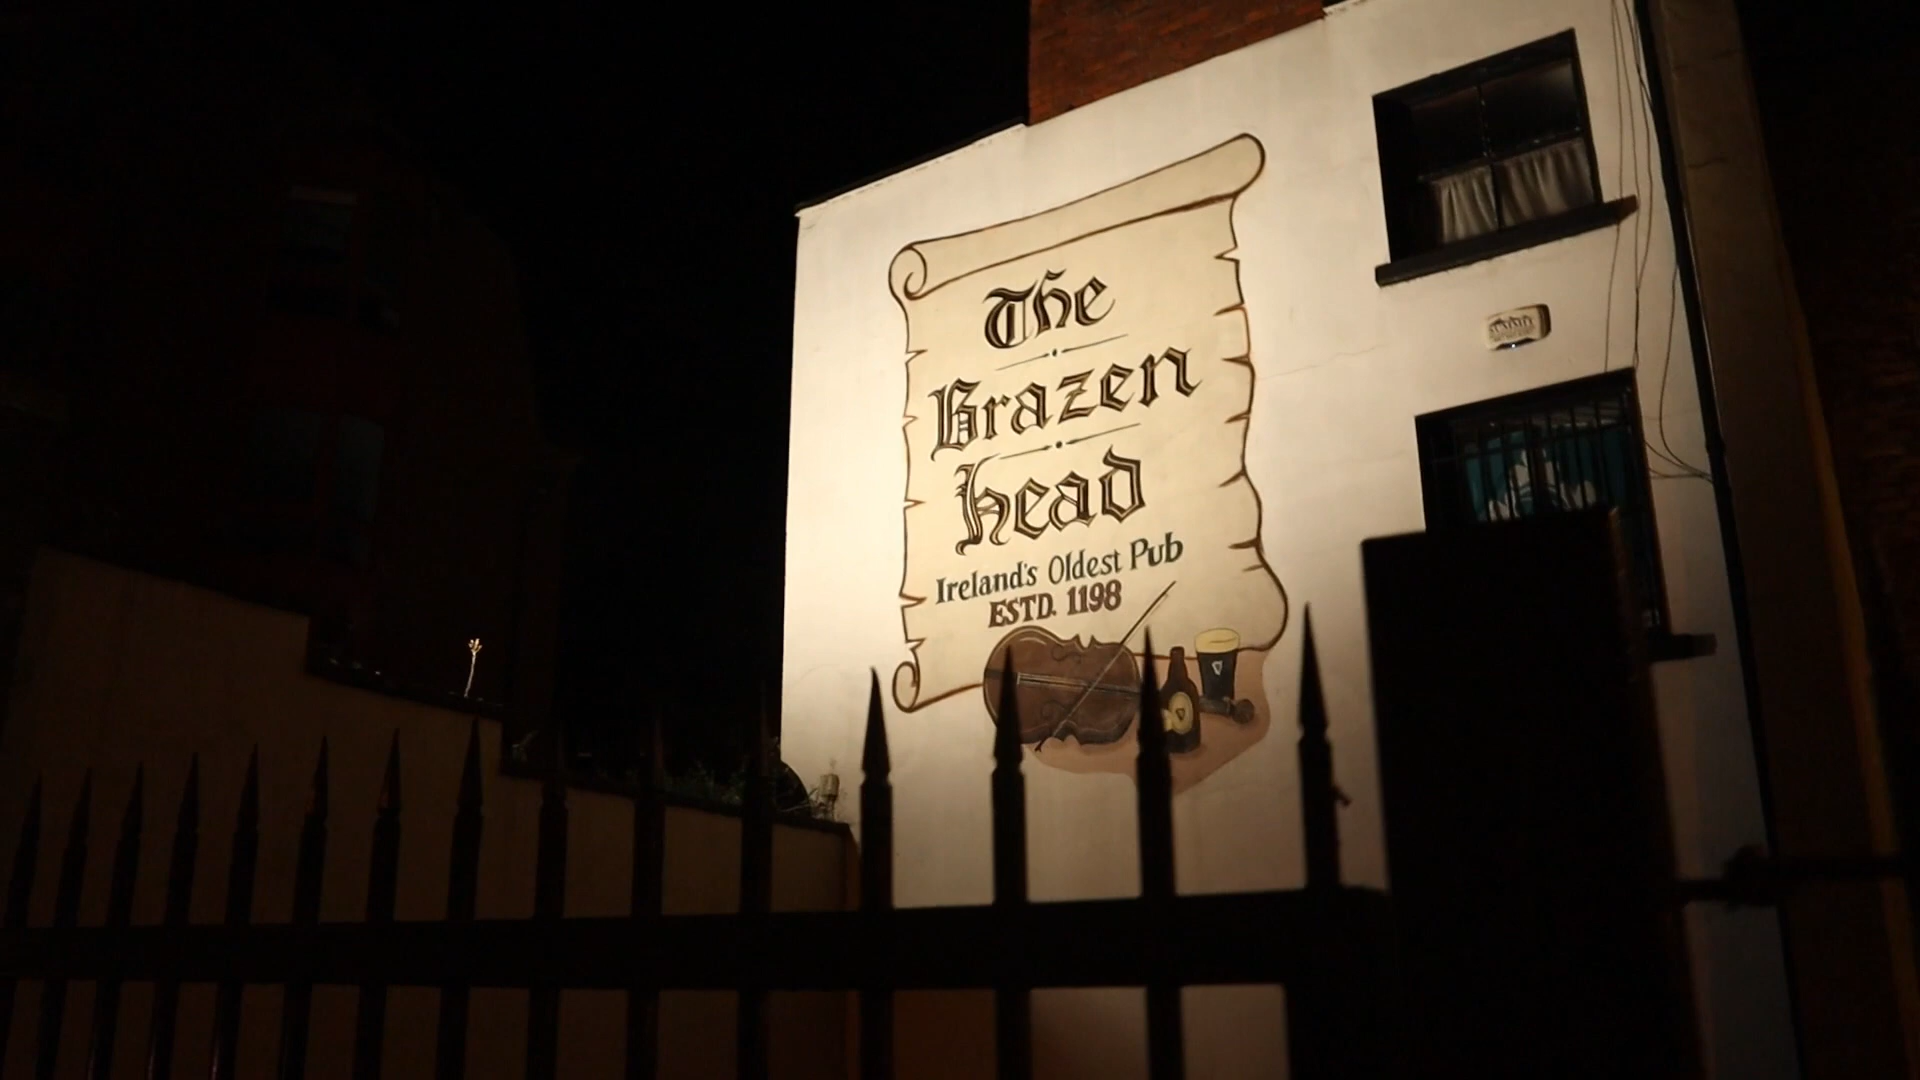 The
Brazen
head
Ireland's Oldest Pub
ESTD. 1198